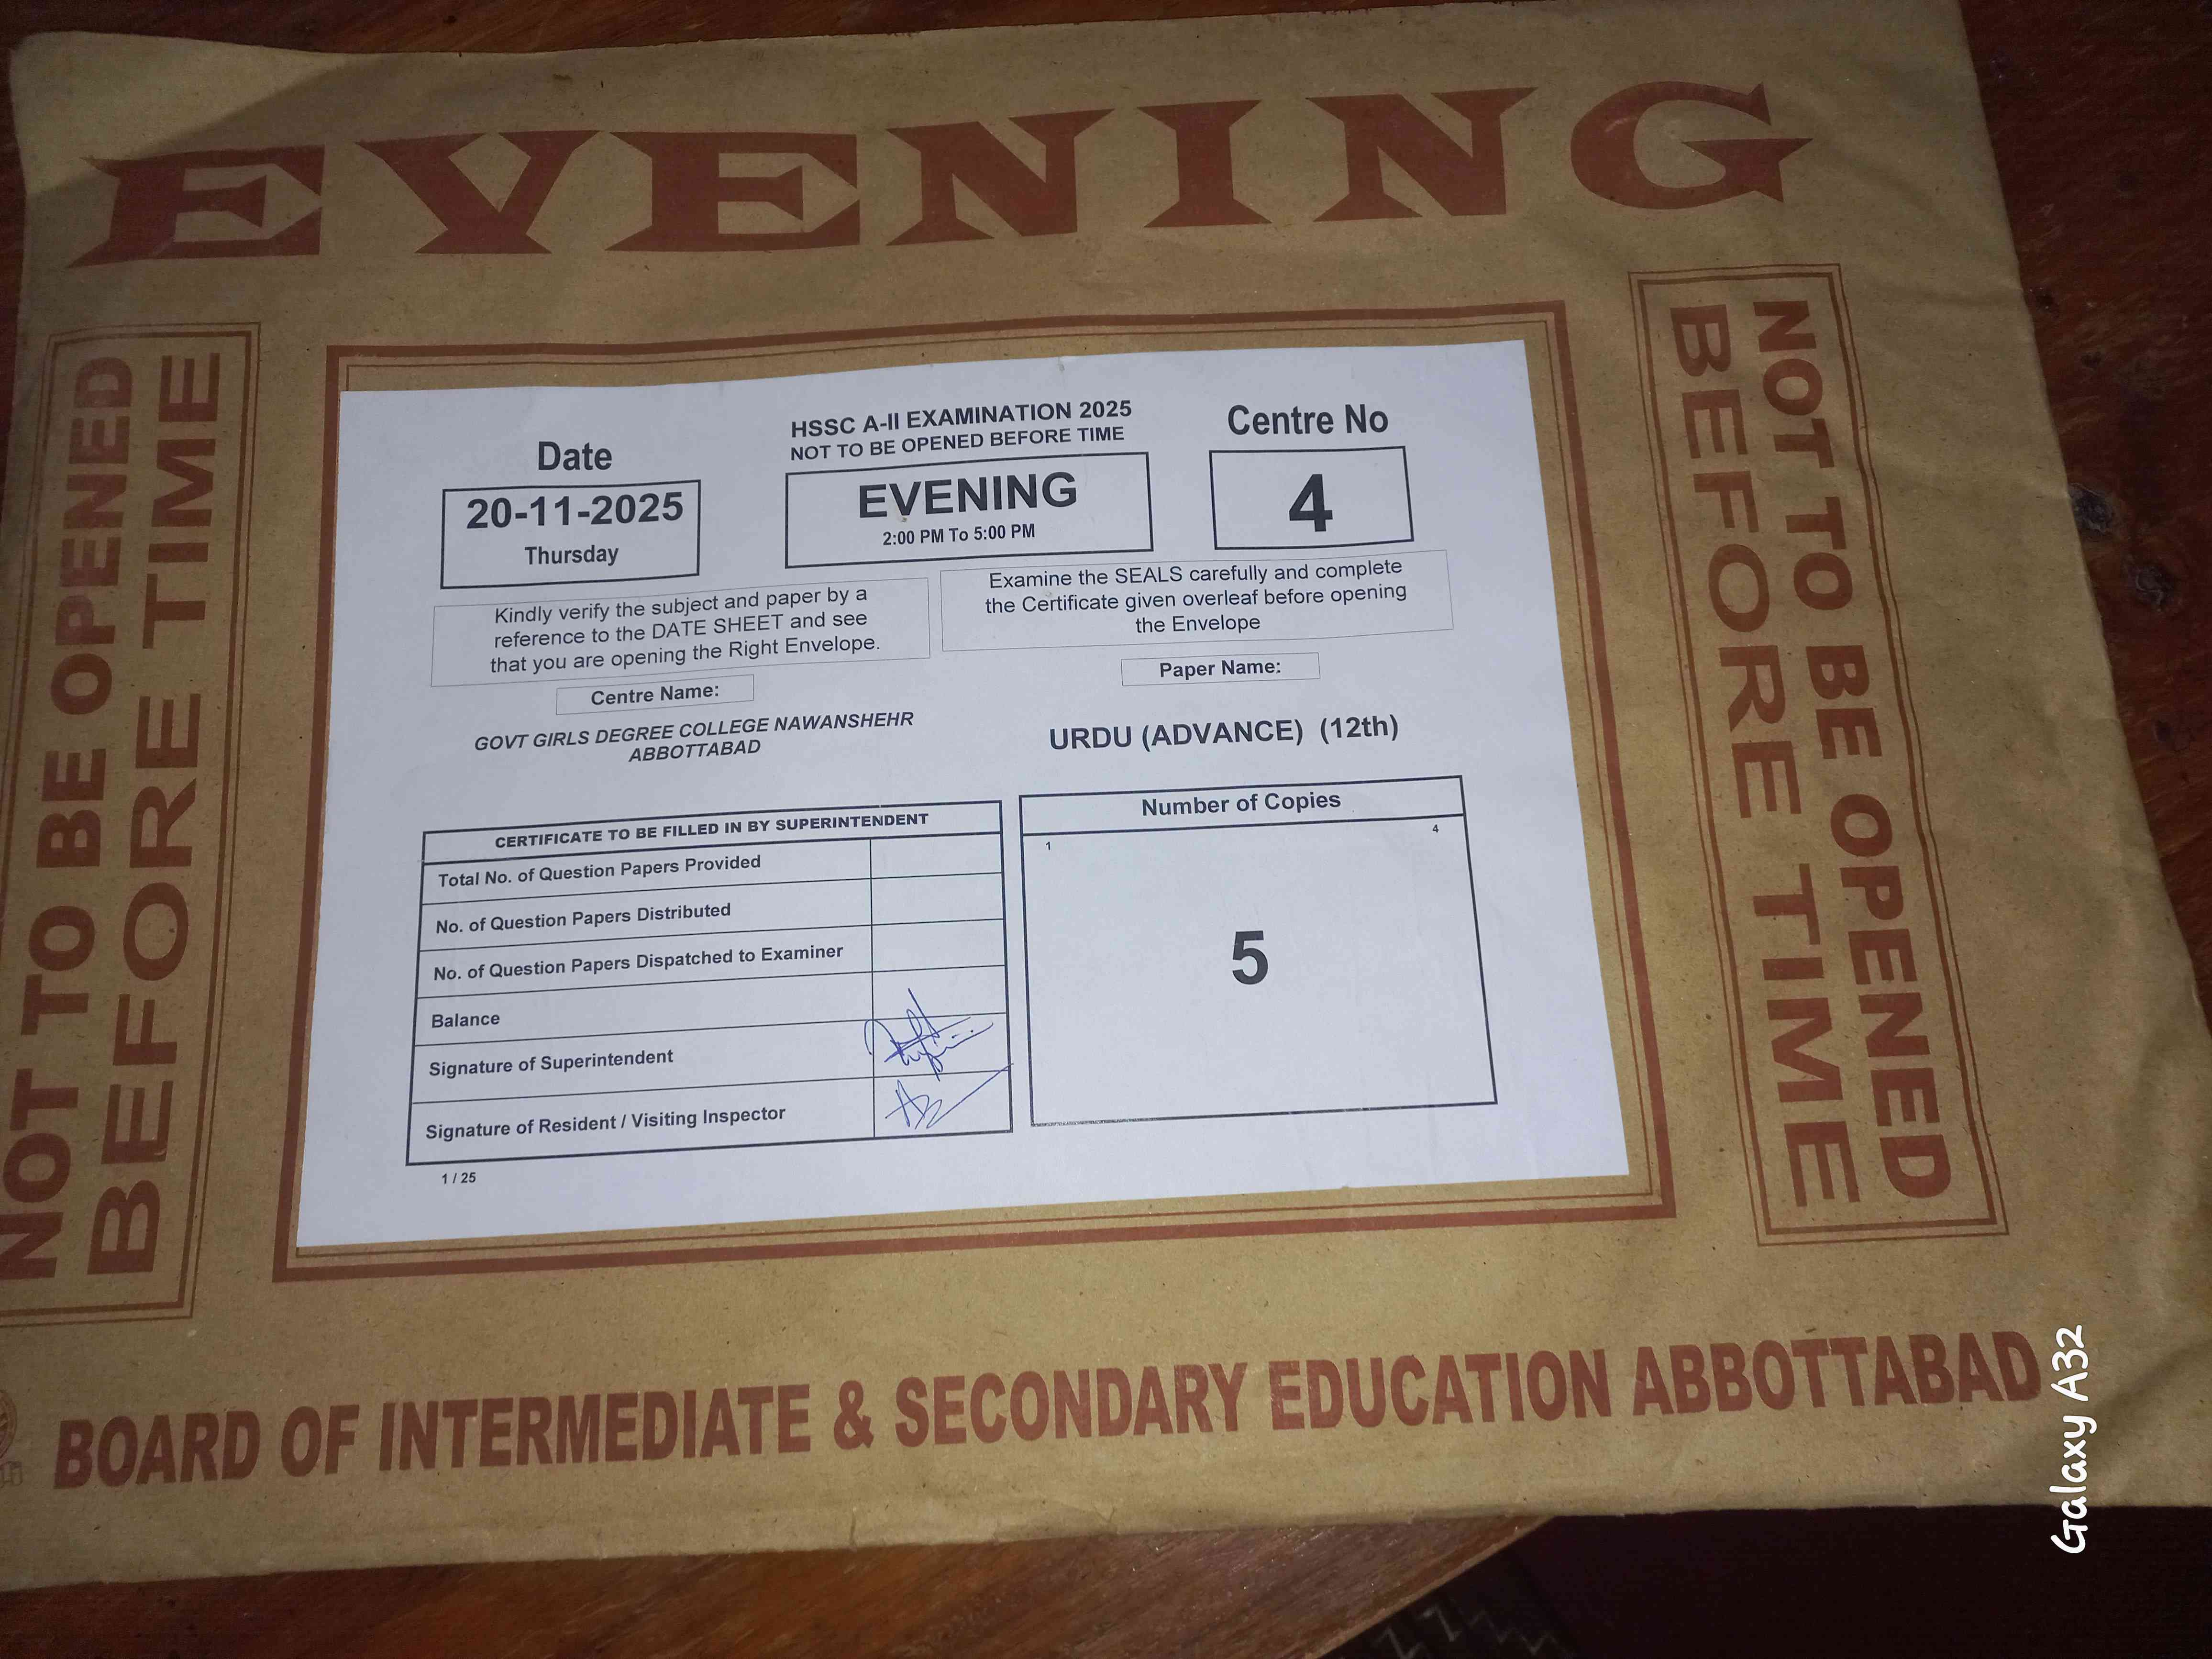 EVENING
NOT TO BE OPENED
BEFORE TIME
NOT TO BE OPENED
BEFORE TIME
Date
20-11-2025
Thursday
HSSC A-II EXAMINATION 2025
NOT TO BE OPENED BEFORE TIME
EVENING
2:00 PM To 5:00 PM
Centre No
4
Kindly verify the subject and paper by a
reference to the DATE SHEET and see
that you are opening the Right Envelope.
Examine the SEALS carefully and complete
the Certificate given overleaf before opening
the Envelope
Centre Name:
GOVT GIRLS DEGREE COLLEGE NAWANSHEHR
ABBOTTABAD
Paper Name:
URDU (ADVANCE) (12th)
CERTIFICATE TO BE FILLED IN BY SUPERINTENDENT
Total No. of Question Papers Provided
No. of Question Papers Distributed
No. of Question Papers Dispatched to Examiner
Balance
Signature of Superintendent
Signature of Resident / Visiting Inspector
Number of Copies
1 4
5
1 / 25
BOARD OF INTERMEDIATE & SECONDARY EDUCATION ABBOTTABAD
Galaxy A32